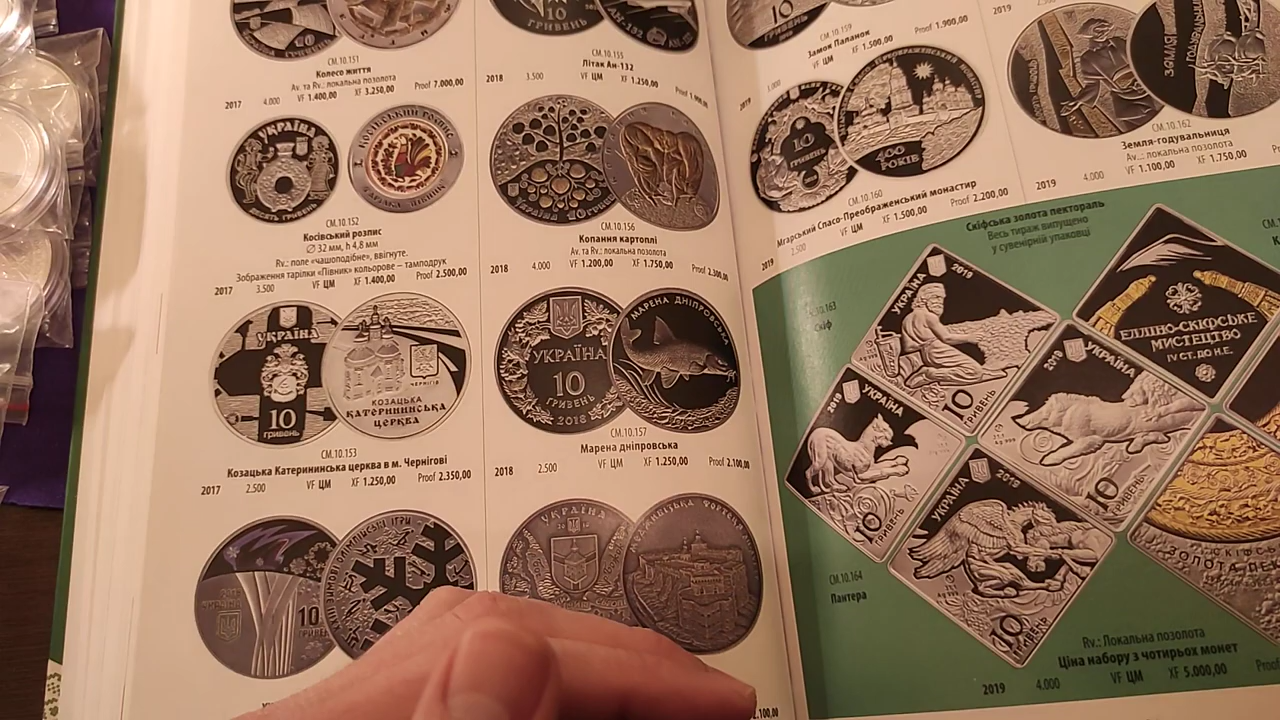 10
СМ.10.151
Колесо життя
Av. та Rv.: локальна позолота
2017 4.000 VF 1.400,00 XF 3.250,00 Proof 7.000,00
УКРАЇНА
ДЕСЯТЬ ГРИВЕНЬ
КОСІВСЬКИЙ РОЗПИС
СМ.10.152
Косівський розпис
Ø 32 мм, h 4,8 мм
Rv.: поле «чашоподібне», ввігнуте.
Зображення тарілки «Півник» кольорове – тамподрук
2017 3.500 VF ЦМ XF 1.400,00 Proof 2.500,00
УКРАЇНА
10
ГРИВЕНЬ
ЧЕРНІГІВ
КОЗАЦЬКА
КАТЕРИНИНСЬКА
ЦЕРКВА
СМ.10.153
Козацька Катерининська церква в м. Чернігові
2017 2.500 VF ЦМ XF 1.250,00 Proof 2.350,00
10
10
ГРИВЕНЬ
СМ.10.155
Літак Ан-132
2018 3.500 VF ЦМ XF 1.250,00
СМ.10.156
Копання картоплі
Av. та Rv.: локальна позолота
2018 4.000 VF 1.200,00 XF 1.750,00 Proof 2.300,00
УКРАЇНА
10
ГРИВЕНЬ
2018
МАРЕНА ДНІПРОВСЬКА
СМ.10.157
Марена дніпровська
2018 2.500 VF ЦМ XF 1.250,00 Proof 2.100,00
УКРАЇНА
10
СМ.10.159
Замок Паланок
VF ЦМ XF 1.500,00 Proof 1.900,00
2019
10
ГРИВЕНЬ
400
РОКІВ
СМ.10.160
Мгарський Спасо-Преображенський монастир
2019 2.500 VF ЦМ XF 1.500,00 Proof 2.200,00
2019
ЗЕМЛЯ
СМ.10.162
Земля-годувальниця
Av.: локальна позолота
2019 4.000 VF 1.100,00 XF 1.750,00
Скіфська золота пектораль
Весь тираж випущено
у сувенірній упаковці
Скіф
УКРАЇНА
2019
10
ГРИВЕНЬ
ЕЛЛІНО-СКІФСЬКЕ
МИСТЕЦТВО
IV СТ. ДО Н.Е.
2019
УКРАЇНА
10
ГРИВЕНЬ
2019
УКРАЇНА
10
ГРИВЕНЬ
УКРАЇНА
2019
10
ГРИВЕНЬ
СМ.10.164
Пантера
Rv.: Локальна позолота
Ціна набору з чотирьох монет
2019 4.000 VF ЦМ XF 5.000,00